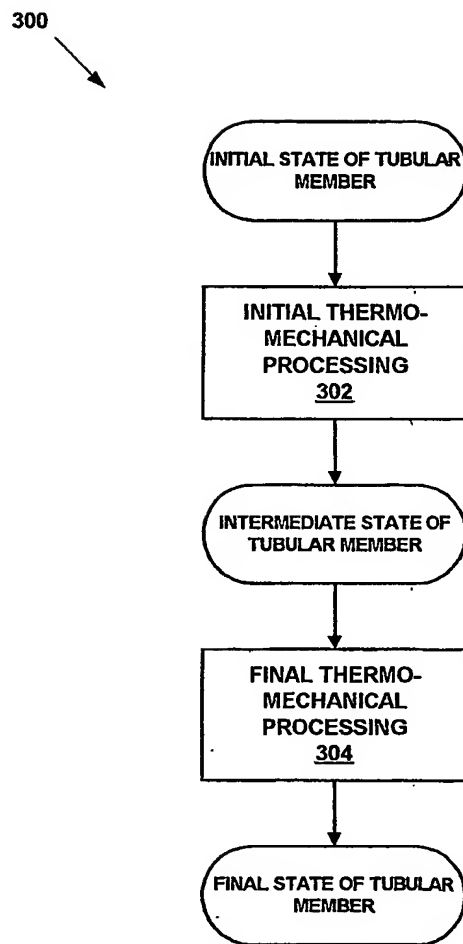 300
INITIAL STATE OF TUBULAR
MEMBER
INITIAL THERMO-
MECHANICAL
PROCESSING
302
INTERMEDIATE STATE OF
TUBULAR MEMBER
FINAL THERMO-
MECHANICAL
PROCESSING
304
FINAL STATE OF TUBULAR
MEMBER